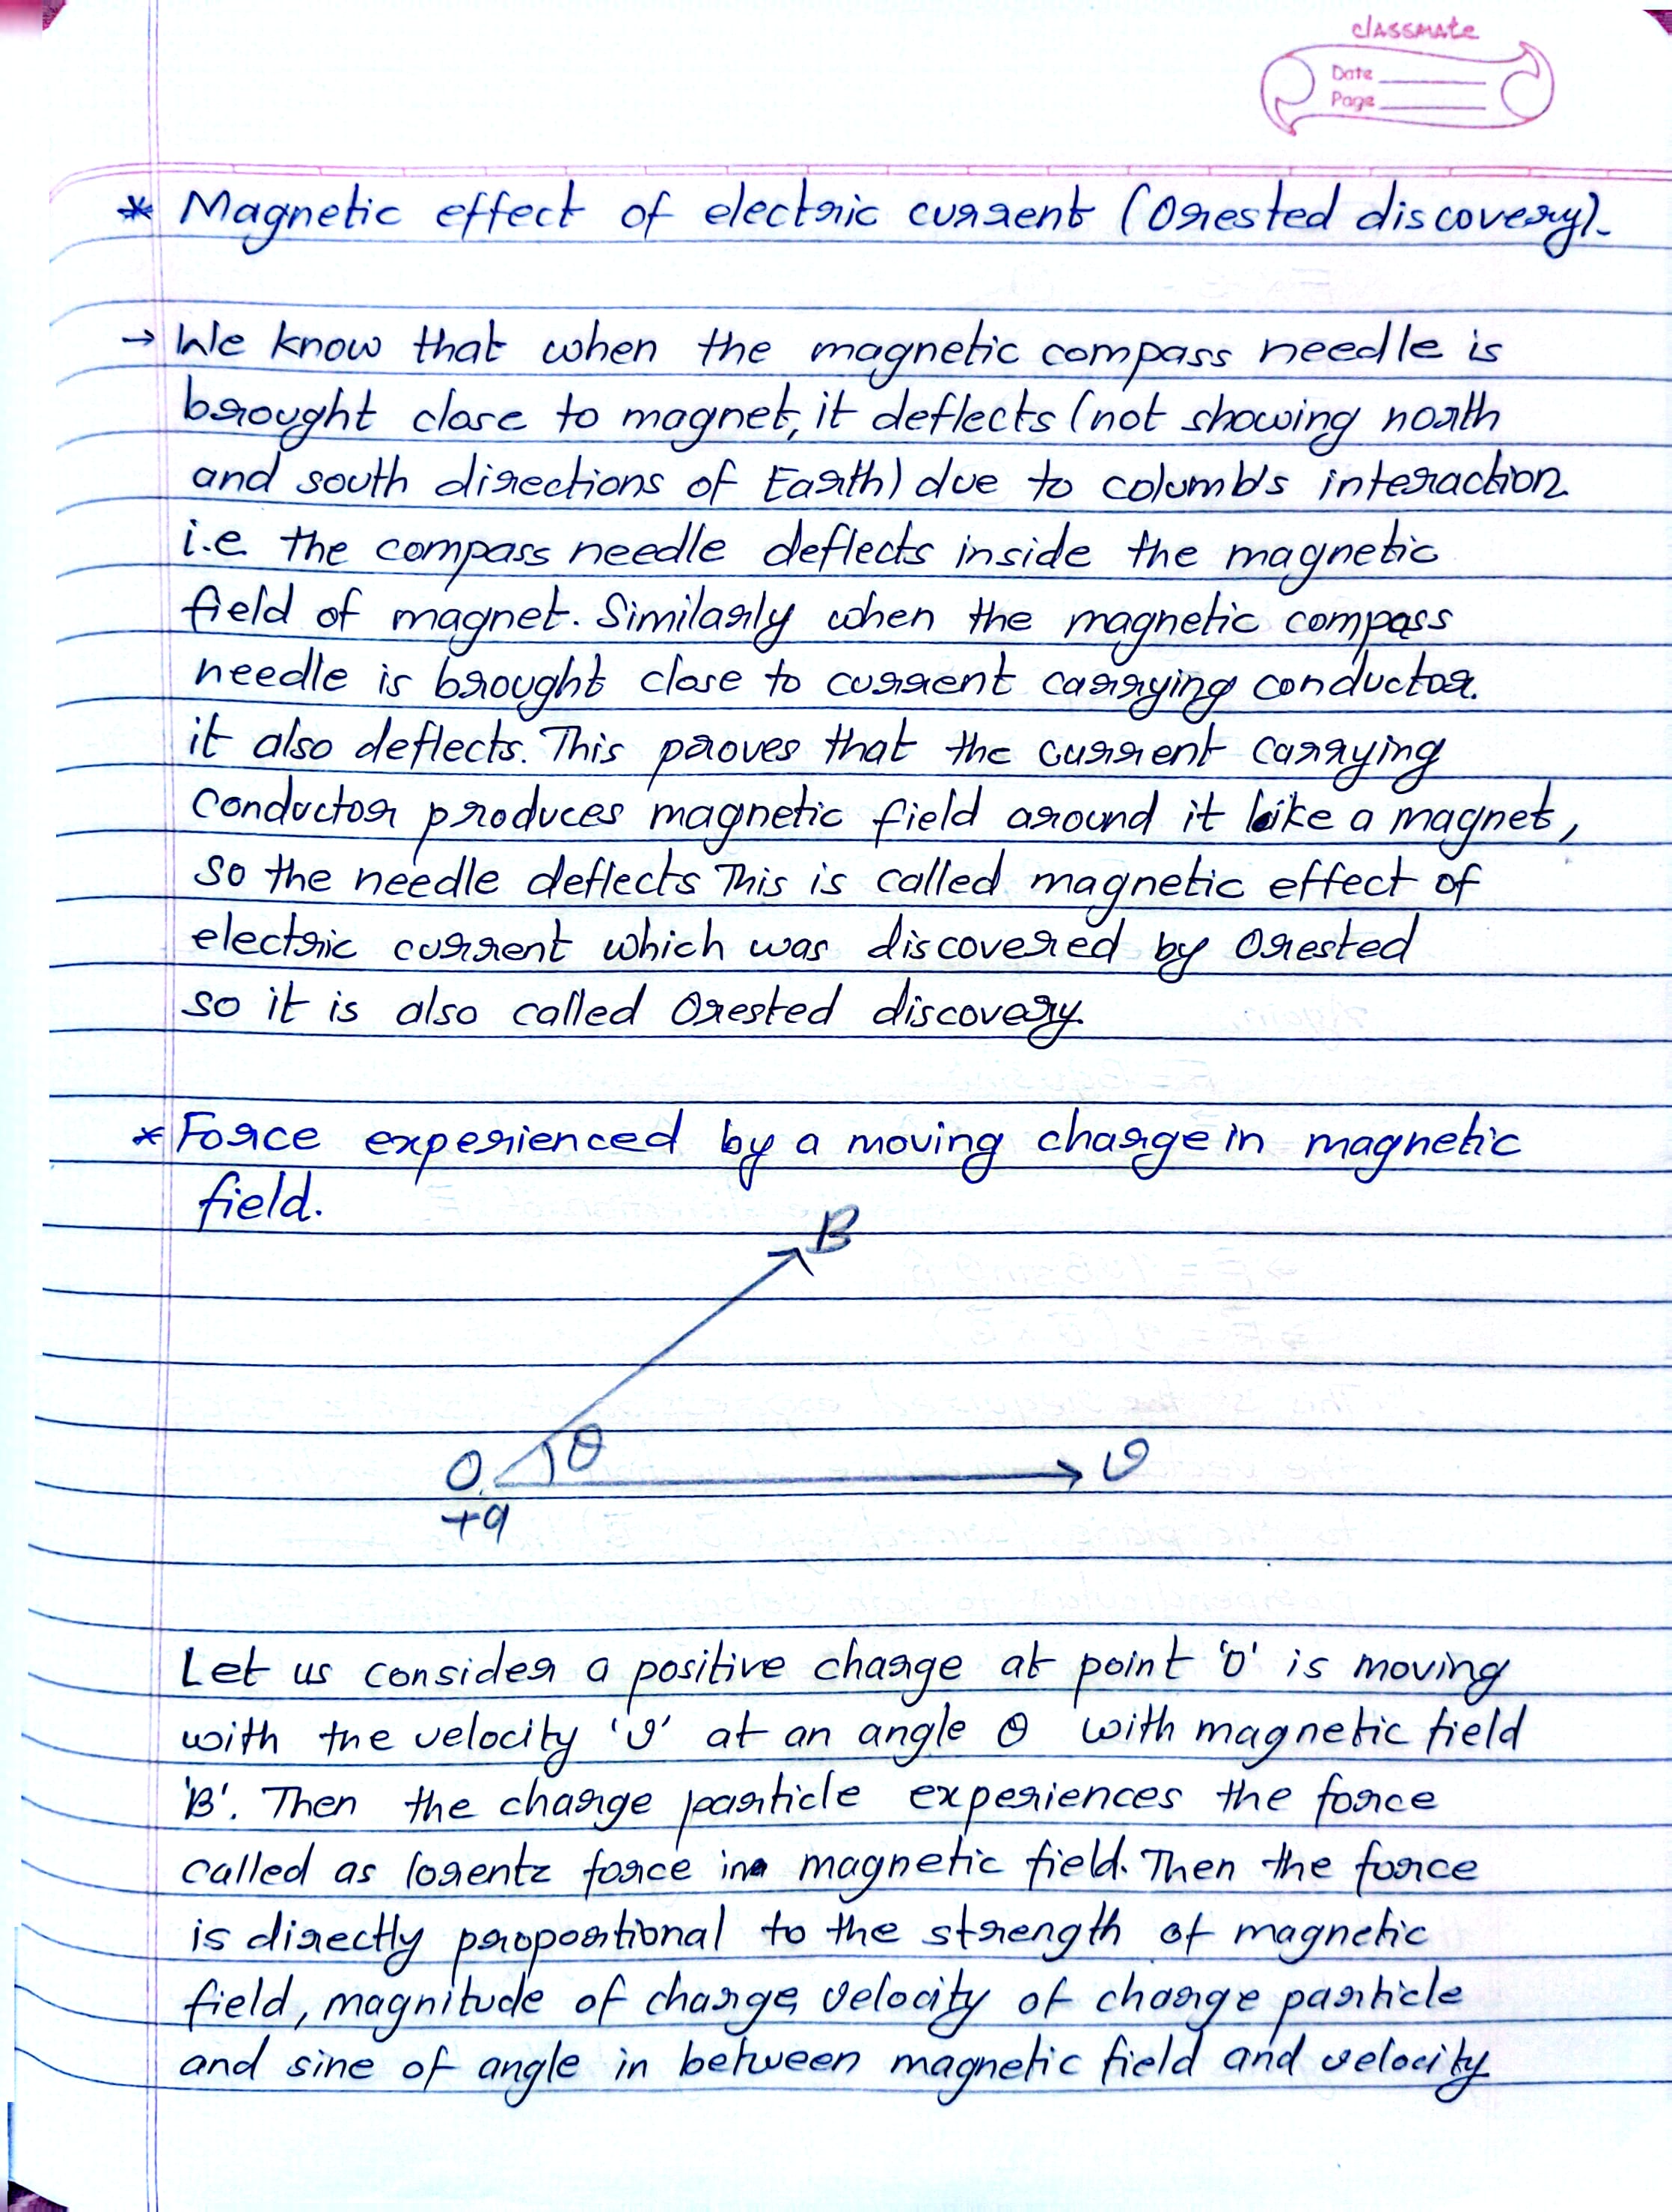 classmate
Date
Page
* Magnetic effect of electric current (Orested discovery).
→ We know that when the magnetic compass needle is
brought close to magnet, it deflects (not showing north
and south directions of Earth) due to columb's interaction.
i.e. the compass needle deflects inside the magnetic
field of magnet. Similarly when the magnetic compass
needle is brought close to current carrying conductor.
it also deflects. This proves that the current carrying
conductor produces magnetic field around it like a magnet,
so the needle deflects This is called magnetic effect of
electric current which was discovered by Orested
so it is also called Orested discovery.
* Force experienced by a moving charge in magnetic
field.
B
θ
O
v
+q
Let us consider a positive charge at point 'O' is moving
with the velocity 'v' at an angle θ with magnetic field
'B'. Then the charge particle experiences the force
called as lorentz force in magnetic field. Then the force
is directly proportional to the strength of magnetic
field, magnitude of charge, velocity of charge particle
and sine of angle in between magnetic field and velocity